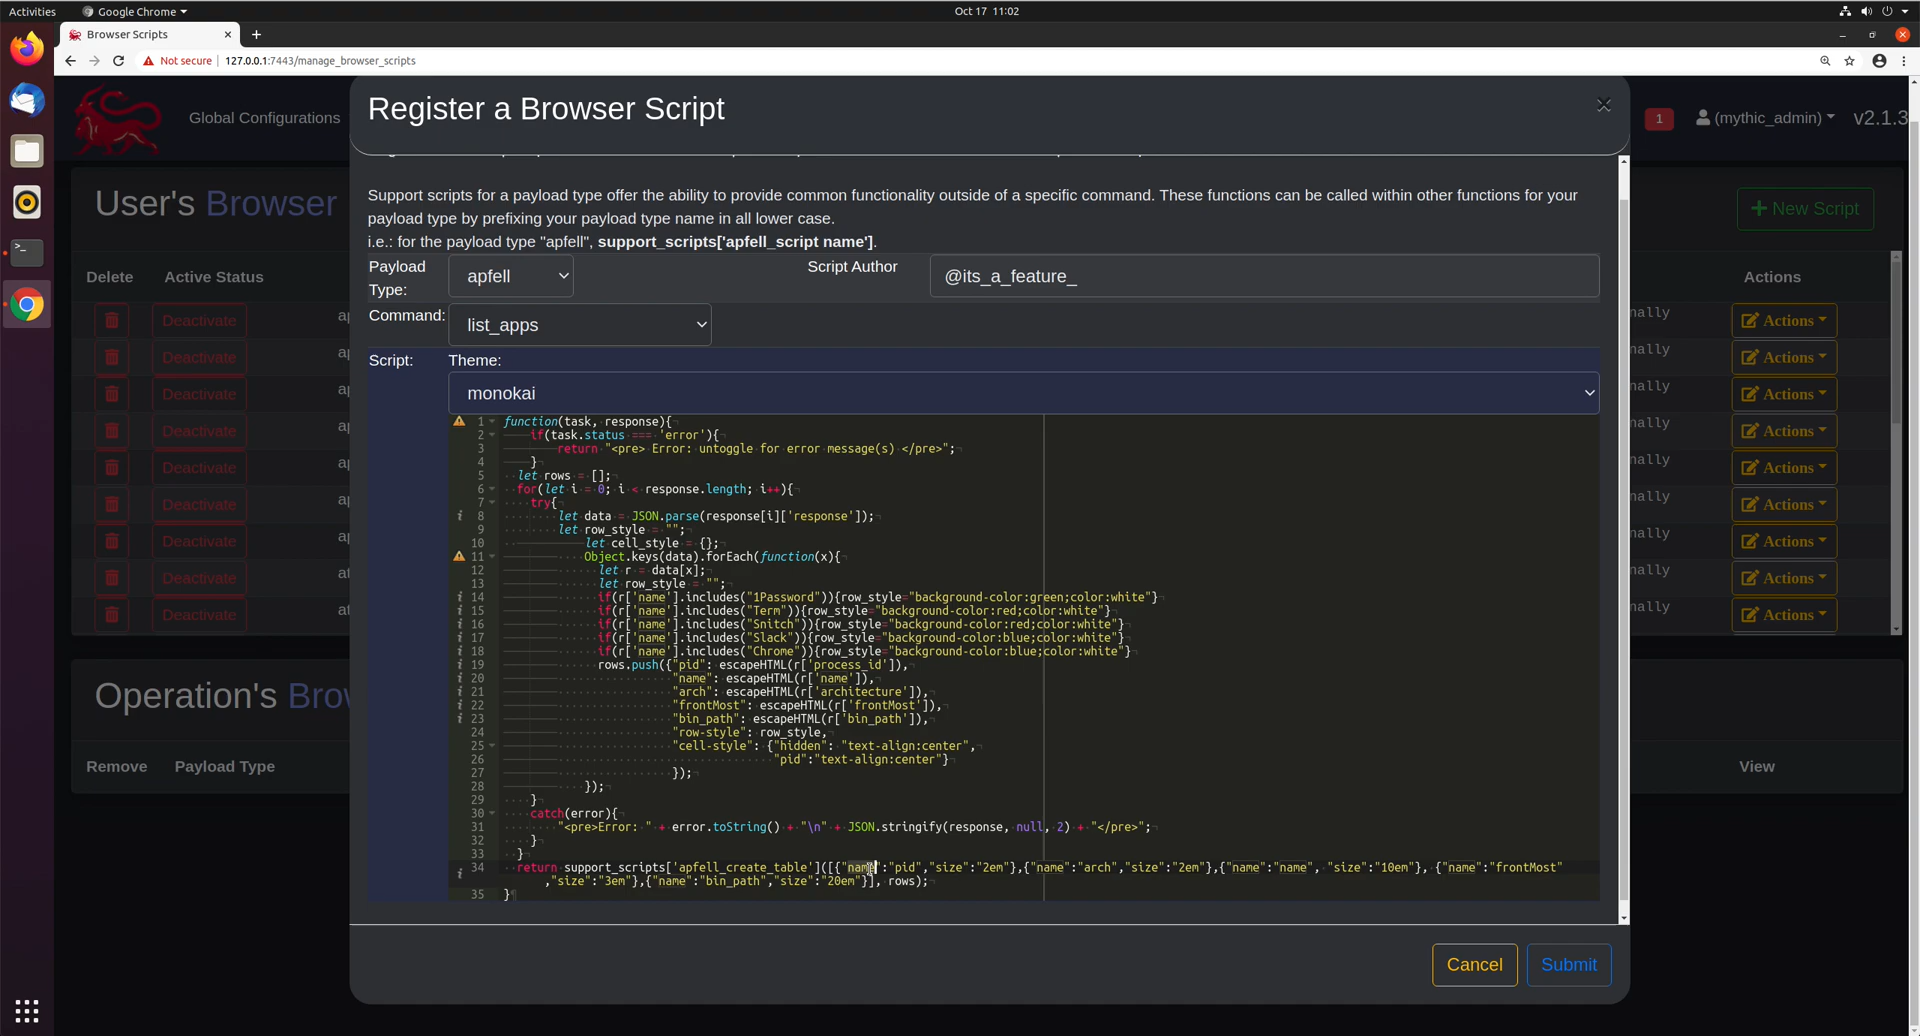 Activities
Google Chrome
Oct 17 11:02
Browser Scripts
Not secure
127.0.0.1:7443/manage_browser_scripts
Global Configurations
Register a Browser Script
1
(mythic_admin)
v2.1.3
User's Browser
New Script
Support scripts for a payload type offer the ability to provide common functionality outside of a specific command. These functions can be called within other functions for your
payload type by prefixing your payload type name in all lower case.
i.e.: for the payload type "apfell", support_scripts['apfell_script name'].
Payload Type:
apfell
Script Author
@its_a_feature_
Command:
list_apps
Script:
Theme:
monokai
Delete
Active Status
Actions
Deactivate
Actions
Deactivate
Actions
Deactivate
Actions
Deactivate
Actions
Deactivate
Actions
Deactivate
Actions
Deactivate
Actions
Deactivate
Actions
Deactivate
Actions
1 function(task, response){
2 if(task.status === 'error'){
3 return "<pre> Error: untoggle for error message(s) </pre>";
4 }
5 let rows = [];
6 for(let i = 0; i < response.length; i++){
7 try{
8 let data = JSON.parse(response[i]['response']);
9 let row_style = "";
10 let cell_style = {};
11 Object.keys(data).forEach(function(x){
12 let r = data[x];
13 let row_style = "";
14 if(r['name'].includes("1Password")){row_style="background-color:green;color:white"}
15 if(r['name'].includes("Term")){row_style="background-color:red;color:white"}
16 if(r['name'].includes("Snitch")){row_style="background-color:red;color:white"}
17 if(r['name'].includes("Slack")){row_style="background-color:blue;color:white"}
18 if(r['name'].includes("Chrome")){row_style="background-color:blue;color:white"}
19 rows.push({"pid": escapeHTML(r['process_id']),
20 "name": escapeHTML(r['name']),
21 "arch": escapeHTML(r['architecture']),
22 "frontMost": escapeHTML(r['frontMost']),
23 "bin_path": escapeHTML(r['bin_path']),
24 "row-style": row_style,
25 "cell-style": {"hidden": "text-align:center",
26 "pid":"text-align:center"}
27 });
28 });
29 }
30 catch(error){
31 "<pre>Error: " + error.toString() + "\n" + JSON.stringify(response, null, 2) + "</pre>";
32 }
33 }
34 return support_scripts['apfell_create_table']([{"name":"pid","size":"2em"},{"name":"arch","size":"2em"},{"name":"name", "size":"10em"}, {"name":"frontMost"
,"size":"3em"},{"name":"bin_path","size":"20em"}], rows);
35 }
Operation's
Remove
Payload Type
View
Cancel
Submit